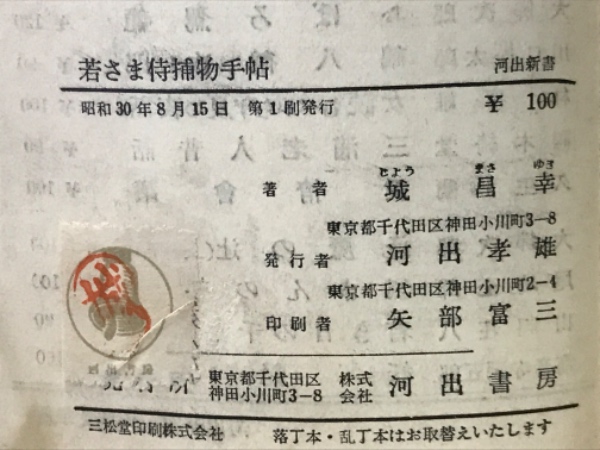 若さま侍捕物手帖
河出新書
昭和30年8月15日 第1刷発行
¥ 100
じょう まさ ゆき
著者 城昌幸
東京都千代田区神田小川町3-8
発行者 河出孝雄
東京都千代田区神田小川町2-4
印刷者 矢部富三
東京都千代田区 株式
神田小川町3-8 会社
河出書房
三松堂印刷株式会社 落丁本・乱丁本はお取替えいたします